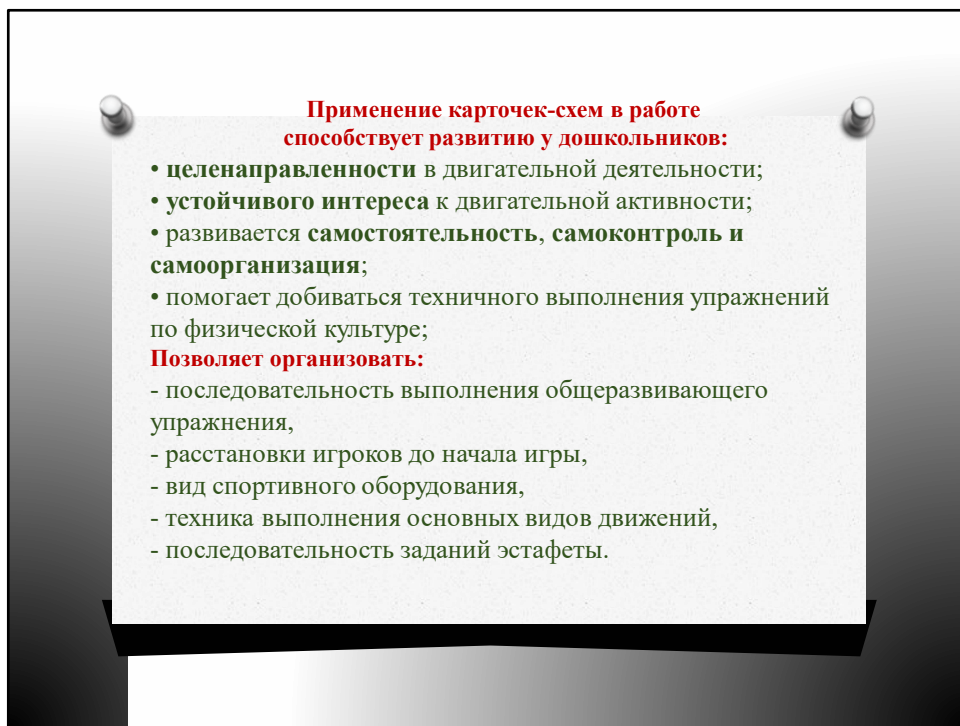 Применение карточек-схем в работе
способствует развитию у дошкольников:
• целенаправленности в двигательной деятельности;
• устойчивого интереса к двигательной активности;
• развивается самостоятельность, самоконтроль и
самоорганизация;
• помогает добиваться техничного выполнения упражнений
по физической культуре;
Позволяет организовать:
- последовательность выполнения общеразвивающего
упражнения,
- расстановки игроков до начала игры,
- вид спортивного оборудования,
- техника выполнения основных видов движений,
- последовательность заданий эстафеты.